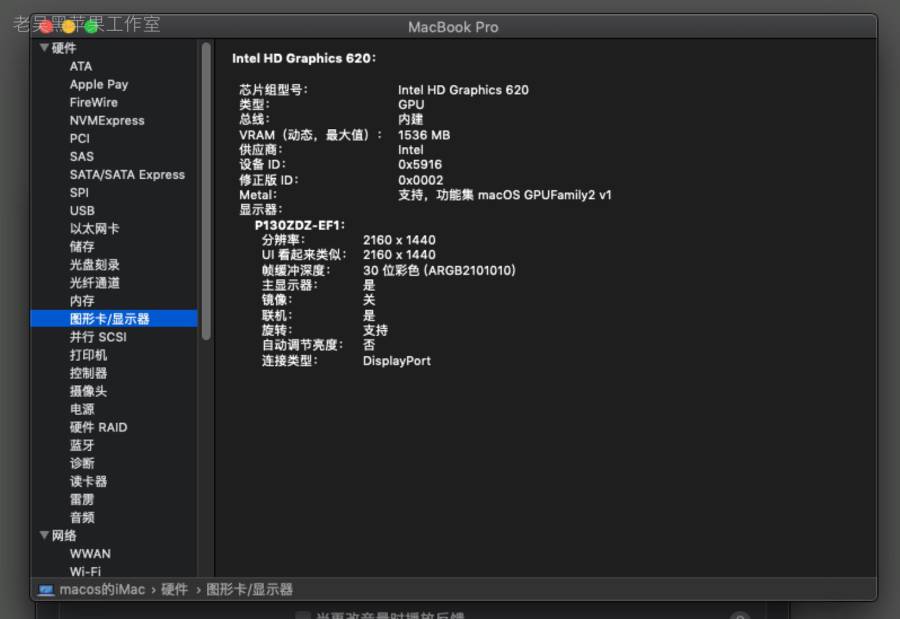 老吴黑苹果工作室
MacBook Pro
硬件
ATA
Apple Pay
FireWire
NVMExpress
PCI
SAS
SATA/SATA Express
SPI
USB
以太网卡
储存
光盘刻录
光纤通道
内存
图形卡/显示器
并行 SCSI
打印机
控制器
摄像头
电源
硬件 RAID
蓝牙
诊断
读卡器
雷雳
音频
网络
WWAN
Wi-Fi
Intel HD Graphics 620:
芯片组型号: Intel HD Graphics 620
类型: GPU
总线: 内建
VRAM（动态，最大值）: 1536 MB
供应商: Intel
设备 ID: 0x5916
修正版 ID: 0x0002
Metal: 支持，功能集 macOS GPUFamily2 v1
显示器:
P130ZDZ-EF1:
分辨率: 2160 x 1440
UI 看起来类似: 2160 x 1440
帧缓冲深度: 30 位彩色 (ARGB2101010)
主显示器: 是
镜像: 关
联机: 是
旋转: 支持
自动调节亮度: 否
连接类型: DisplayPort
macos的iMac › 硬件 › 图形卡/显示器
当更改音量时播放反馈